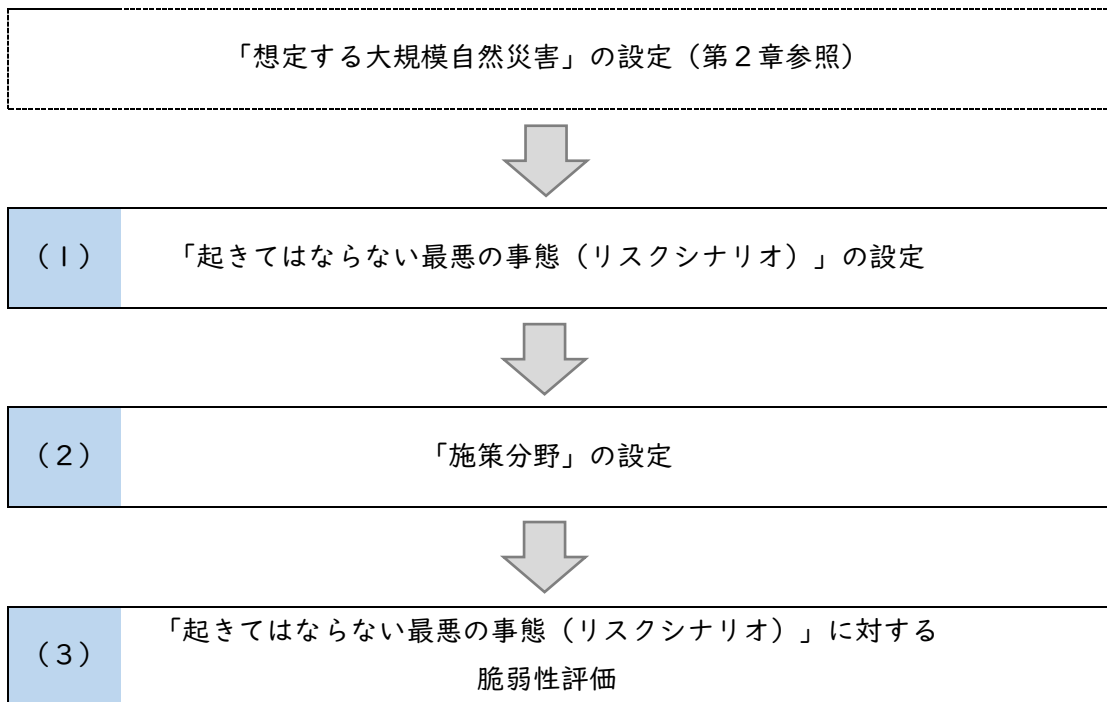 「想定する大規模自然災害」の設定（第２章参照）
（１）
「起きてはならない最悪の事態（リスクシナリオ）」の設定
（２）
「施策分野」の設定
（３）
「起きてはならない最悪の事態（リスクシナリオ）」に対する
脆弱性評価